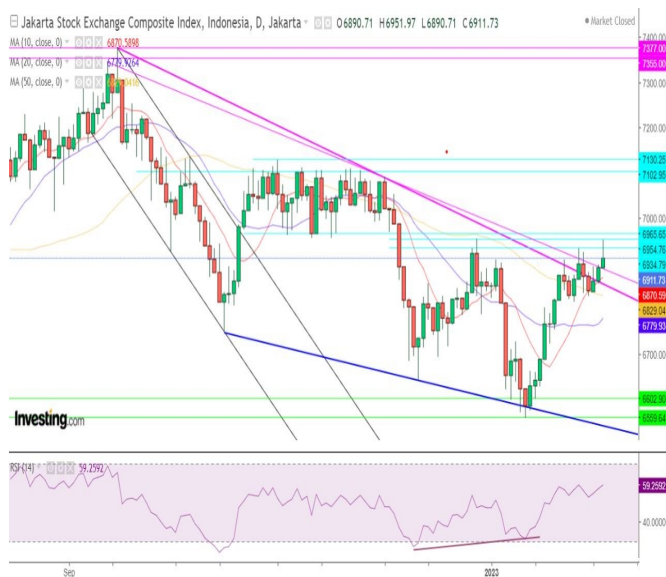 Jakarta Stock Exchange Composite Index, Indonesia, D, Jakarta O6890.71 H6951.97 L6890.71 C6911.73
Market Closed
MA (10, close, 0) 6870.5898
MA (20, close, 0)
MA (50, close, 0)
7400.00
7377.00
7355.00
7300.00
7200.00
7130.25
7102.95
7000.00
6965.65
6954.76
6934.79
6911.73
6870.59
6829.04
6779.93
6700.00
6602.90
6559.64
Investing.com
RSI (14) 59.2592
59.2592
40.0000
Sep
2023